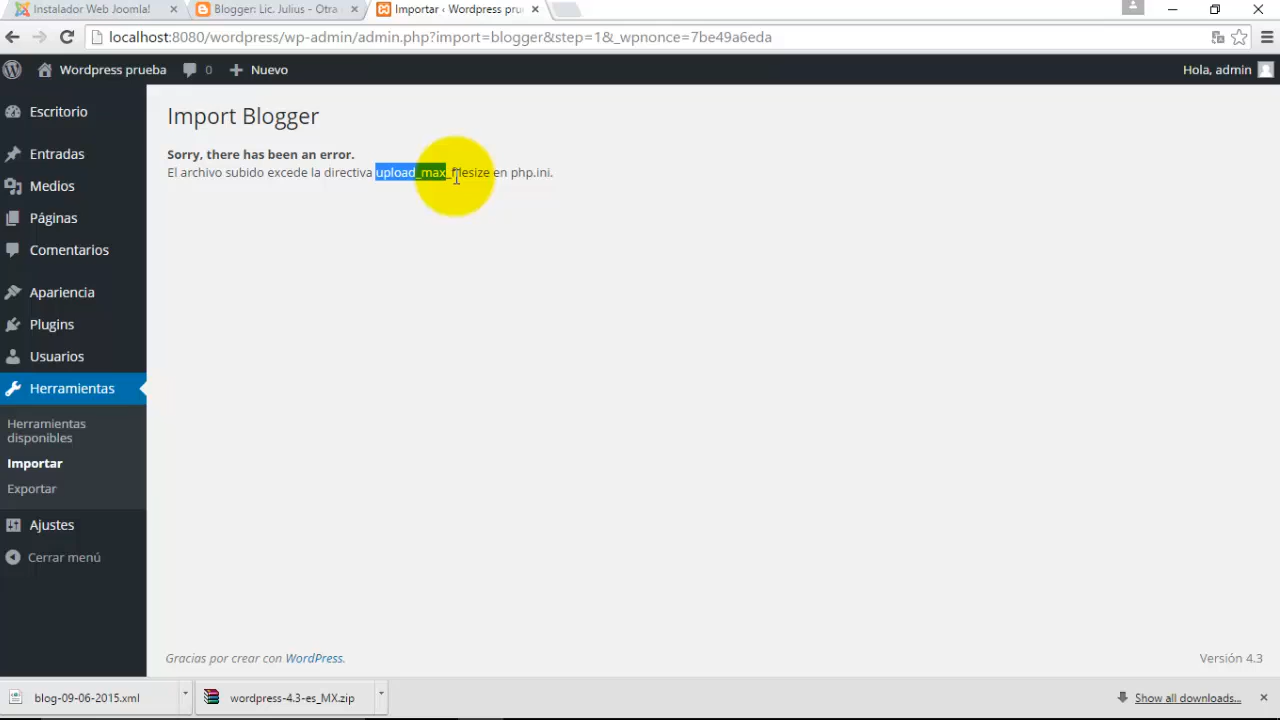 Instalador Web Joomla!
Blogger: Lic. Julius - Otra
Importar ‹ Wordpress pru
localhost:8080/wordpress/wp-admin/admin.php?import=blogger&step=1&_wpnonce=7be49a6eda
Wordpress prueba 0 Nuevo Hola, admin
Escritorio
Entradas
Medios
Páginas
Comentarios
Apariencia
Plugins
Usuarios
Herramientas
Herramientas
disponibles
Importar
Exportar
Ajustes
Cerrar menú
Import Blogger
Sorry, there has been an error.
El archivo subido excede la directiva upload_max_filesize en php.ini.
Gracias por crear con WordPress. Versión 4.3
blog-09-06-2015.xml wordpress-4.3-es_MX.zip Show all downloads...